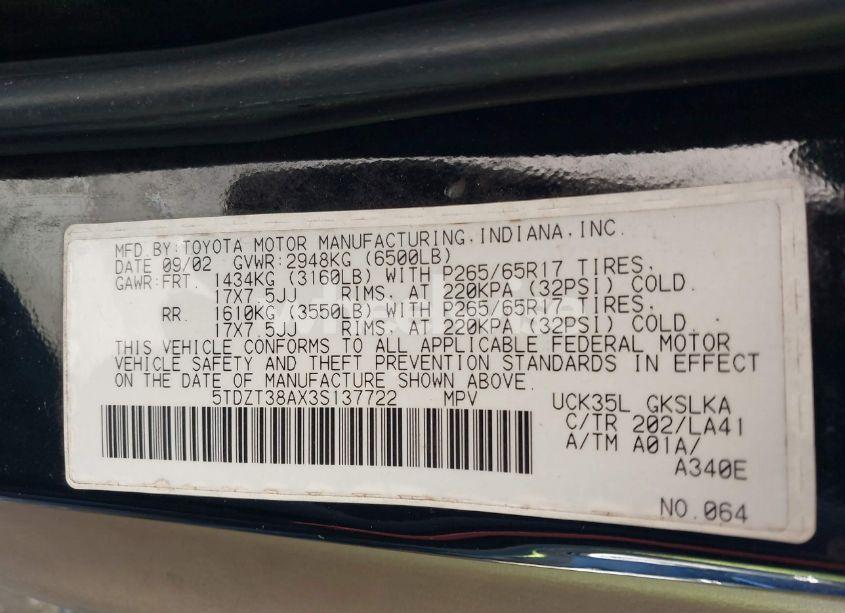 MFD BY: TOYOTA MOTOR MANUFACTURING, INDIANA, INC.
DATE 09/02 GVWR: 2948KG (6500LB)
GAWR: FRT. 1434KG (3160LB) WITH P265/65R17 TIRES.
17X7.5JJ RIMS. AT 220KPA (32PSI) COLD.
RR. 1610KG (3550LB) WITH P265/65R17 TIRES.
17X7.5JJ RIMS. AT 220KPA (32PSI) COLD.
THIS VEHICLE CONFORMS TO ALL APPLICABLE FEDERAL MOTOR
VEHICLE SAFETY AND THEFT PREVENTION STANDARDS IN EFFECT
ON THE DATE OF MANUFACTURE SHOWN ABOVE.
5TDZT38AX3S137722 MPV UCK35L GKSLKA
C/TR 202/LA41
A/TM A01A/
A340E
NO.064